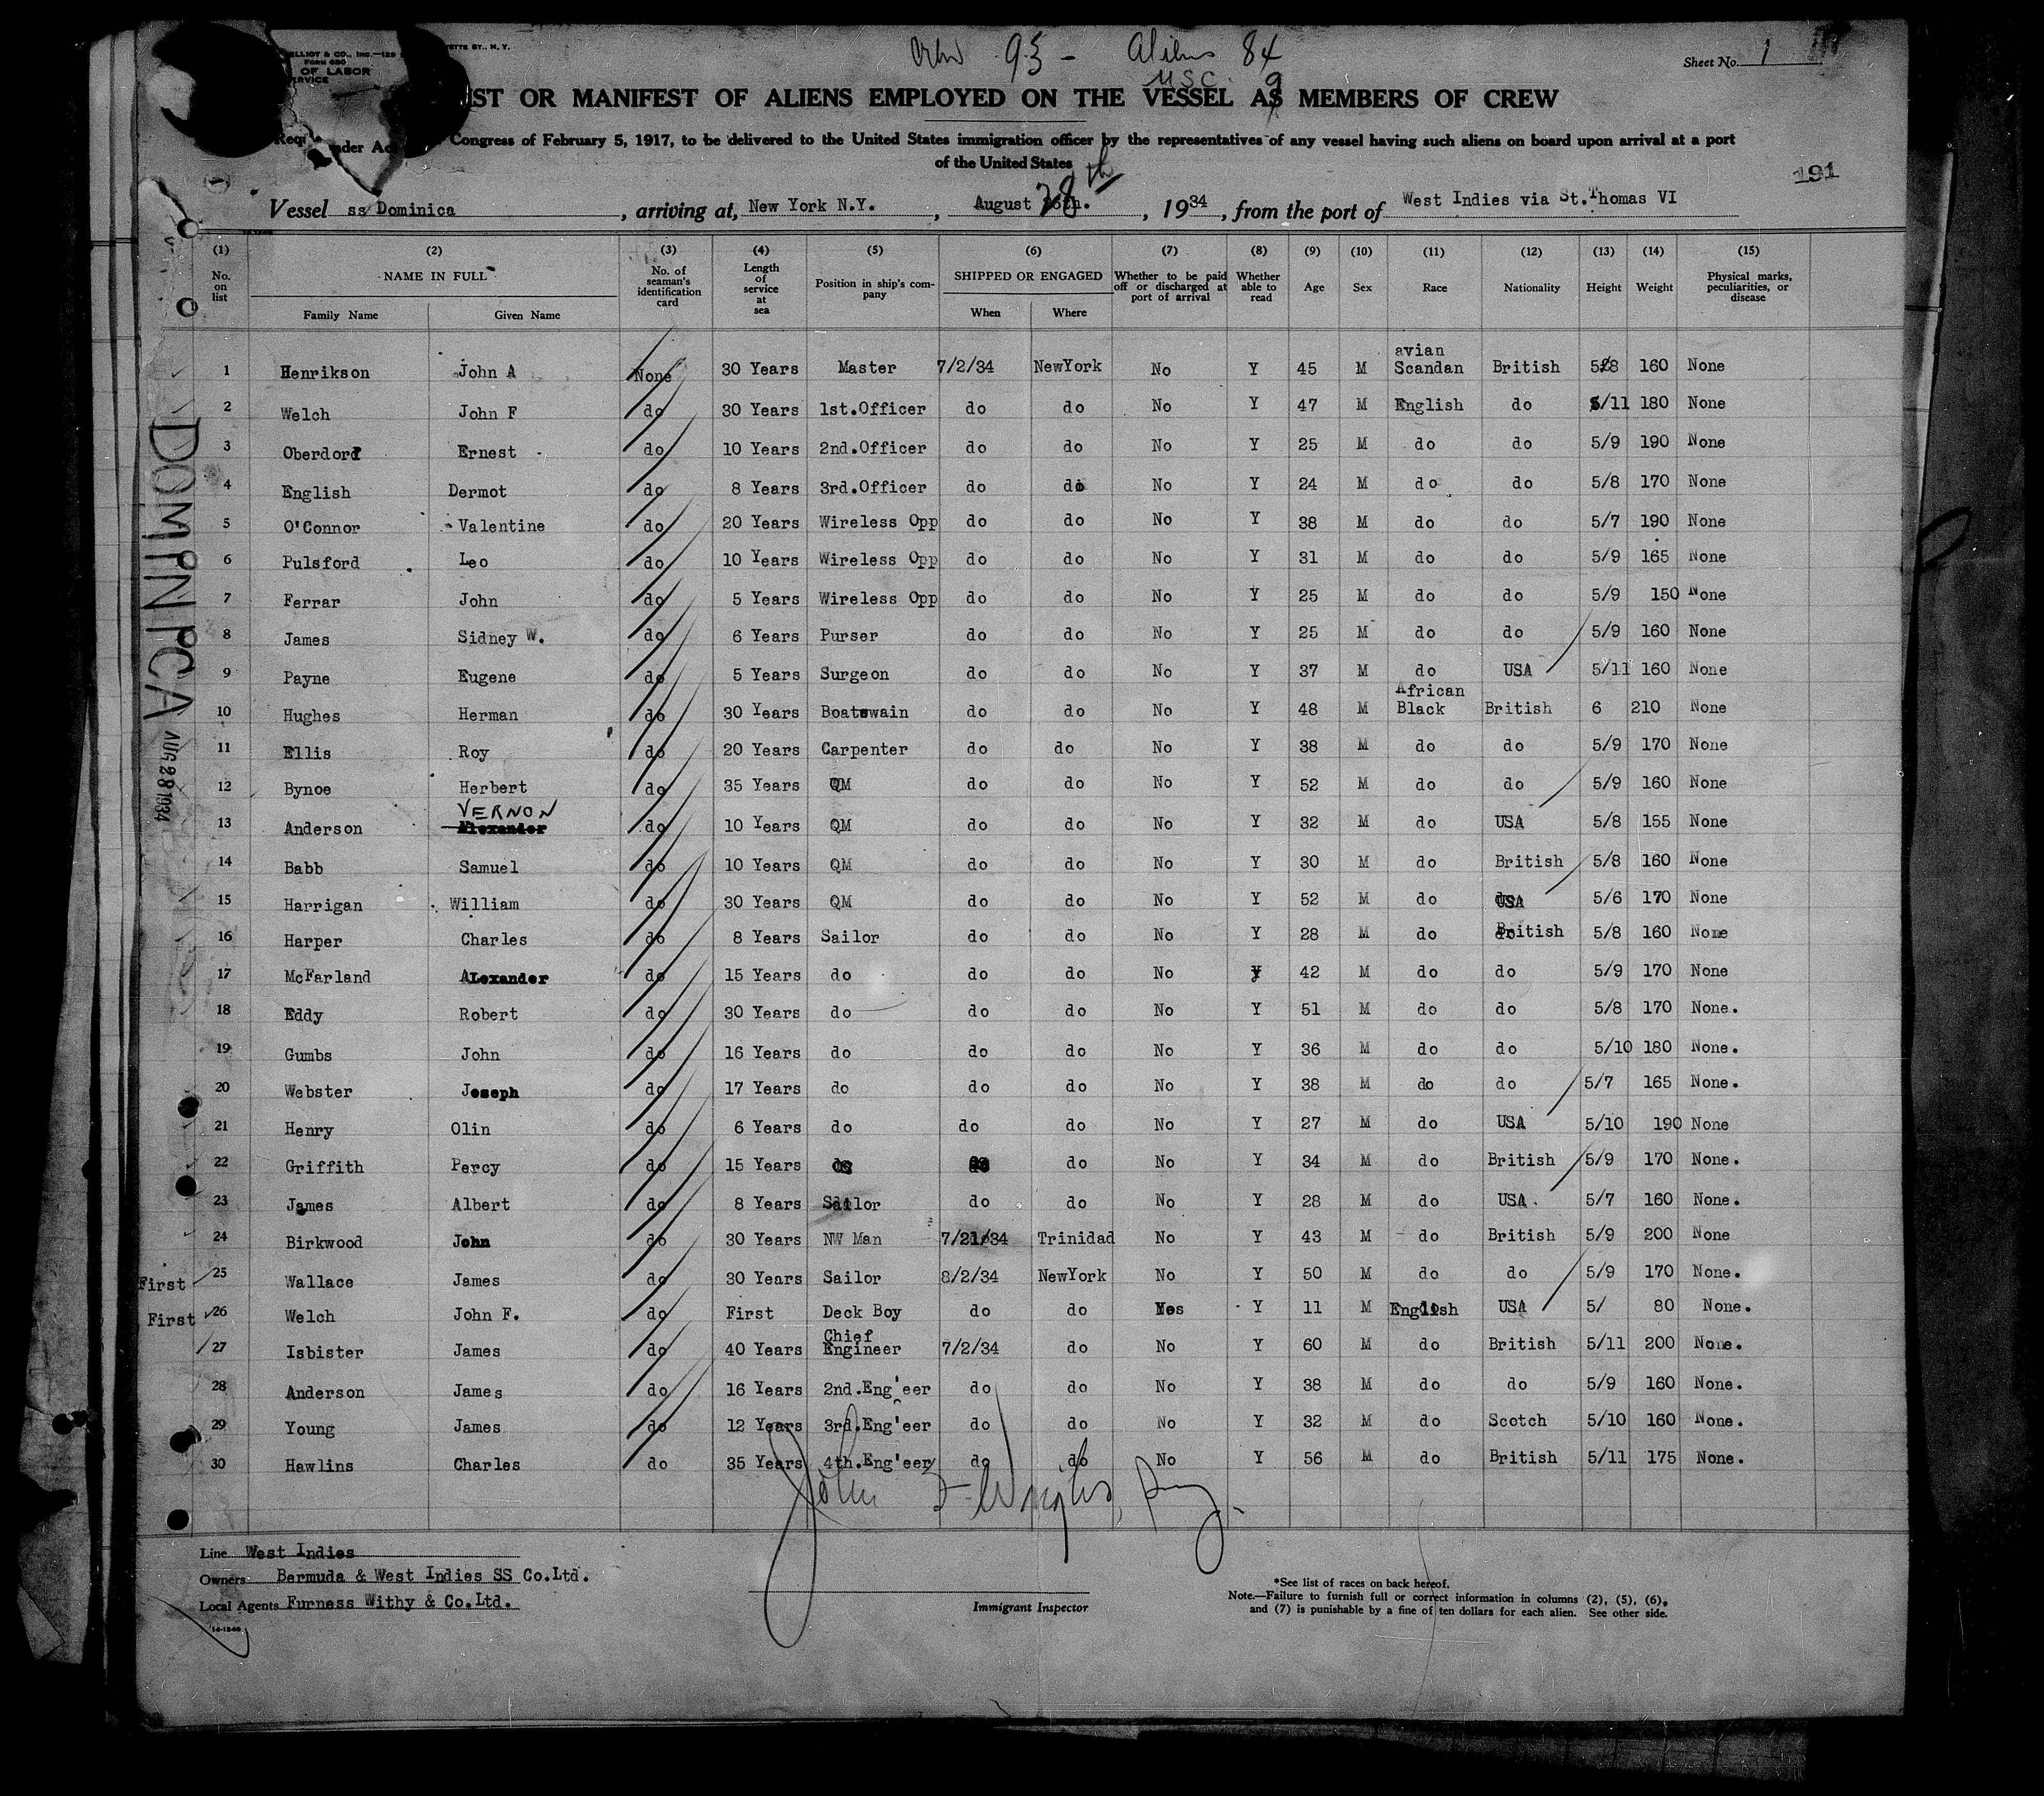 Crew 93 - Aliens 84
USC 9
Sheet No. 1
ELLIOT & CO., INC.—129
ETTE ST., N. Y.
FORM 680
OF LABOR
IST OR MANIFEST OF ALIENS EMPLOYED ON THE VESSEL AS MEMBERS OF CREW
Congress of February 5, 1917, to be delivered to the United States immigration officer by the representatives of any vessel having such aliens on board upon arrival at a port
of the United States
191
Vessel ss Dominica, arriving at, New York N.Y., August 28th, 1934, from the port of West Indies via St.Thomas VI
(1) (2) (3) (4) (5) (6) (7) (8) (9) (10) (11) (12) (13) (14) (15)
No. on list NAME IN FULL Family Name Given Name No. of seaman's identification card Length of service at sea Position in ship's company SHIPPED OR ENGAGED When Where Whether to be paid off or discharged at port of arrival Whether able to read Age Sex Race Nationality Height Weight Physical marks, peculiarities, or disease
1 Henrikson John A None 30 Years Master 7/2/34 NewYork No Y 45 M Scandan avian British 5/8 160 None
2 Welch John F do 30 Years 1st.Officer do do No Y 47 M English do 5/11 180 None
3 Oberdorf Ernest do 10 Years 2nd.Officer do do No Y 25 M do do 5/9 190 None
4 English Dermot do 8 Years 3rd.Officer do do No Y 24 M do do 5/8 170 None
5 O'Connor Valentine do 20 Years Wireless Opp do do No Y 38 M do do 5/7 190 None
6 Pulsford Leo do 10 Years Wireless Opp do do No Y 31 M do do 5/9 165 None
7 Ferrar John do 5 Years Wireless Opp do do No Y 25 M do do 5/9 150 None
8 James Sidney W. do 6 Years Purser do do No Y 25 M do do 5/9 160 None
9 Payne Eugene do 5 Years Surgeon do do No Y 37 M do USA 5/11 160 None
10 Hughes Herman do 30 Years Boatswain do do No Y 48 M African Black British 6 210 None
11 Ellis Roy do 20 Years Carpenter do do No Y 38 M do do 5/9 170 None
12 Bynoe Herbert do 35 Years QM do do No Y 52 M do do 5/9 160 None
13 Anderson VERNON Alexander do 10 Years QM do do No Y 32 M do USA 5/8 155 None
14 Babb Samuel do 10 Years QM do do No Y 30 M do British 5/8 160 None
15 Harrigan William do 30 Years QM do do No Y 52 M do USA 5/6 170 None
16 Harper Charles do 8 Years Sailor do do No Y 28 M do British 5/8 160 None
17 McFarland ALexander do 15 Years do do do No Y 42 M do do 5/9 170 None
18 Eddy Robert do 30 Years do do do No Y 51 M do do 5/8 170 None.
19 Gumbs John do 16 Years do do do No Y 36 M do do 5/10 180 None.
20 Webster Joseph do 17 Years do do do No Y 38 M do do 5/7 165 None.
21 Henry Olin do 6 Years do do do No Y 27 M do USA 5/10 190 None
22 Griffith Percy do 15 Years do do do No Y 34 M do British 5/9 170 None.
23 James Albert do 8 Years Sailor do do No Y 28 M do USA. 5/7 160 None.
24 Birkwood John do 30 Years NW Man 7/21/34 Trinidad No Y 43 M do British 5/9 200 None
First 25 Wallace James do 30 Years Sailor 8/2/34 NewYork No Y 50 M do do 5/9 170 None.
First 26 Welch John F. do First Deck Boy do do Yes Y 11 M English USA 5/ 80 None.
27 Isbister James do 40 Years Chief Engineer 7/2/34 do No Y 60 M do British 5/11 200 None.
28 Anderson James do 16 Years 2nd.Eng'eer do do No Y 38 M do do 5/9 160 None.
29 Young James do 12 Years 3rd.Eng'eer do do No Y 32 M do Scotch 5/10 160 None.
30 Hawlins Charles do 35 Years 4th.Eng'eer do do No Y 56 M do British 5/11 175 None.
DOMINICA
AUG 28 1934
Line West Indies
Owners Bermuda & West Indies SS Co.Ltd.
Local Agents Furness Withy & Co.Ltd.
14-1240
Immigrant Inspector
*See list of races on back hereof.
Note.—Failure to furnish full or correct information in columns (2), (5), (6),
and (7) is punishable by a fine of ten dollars for each alien. See other side.